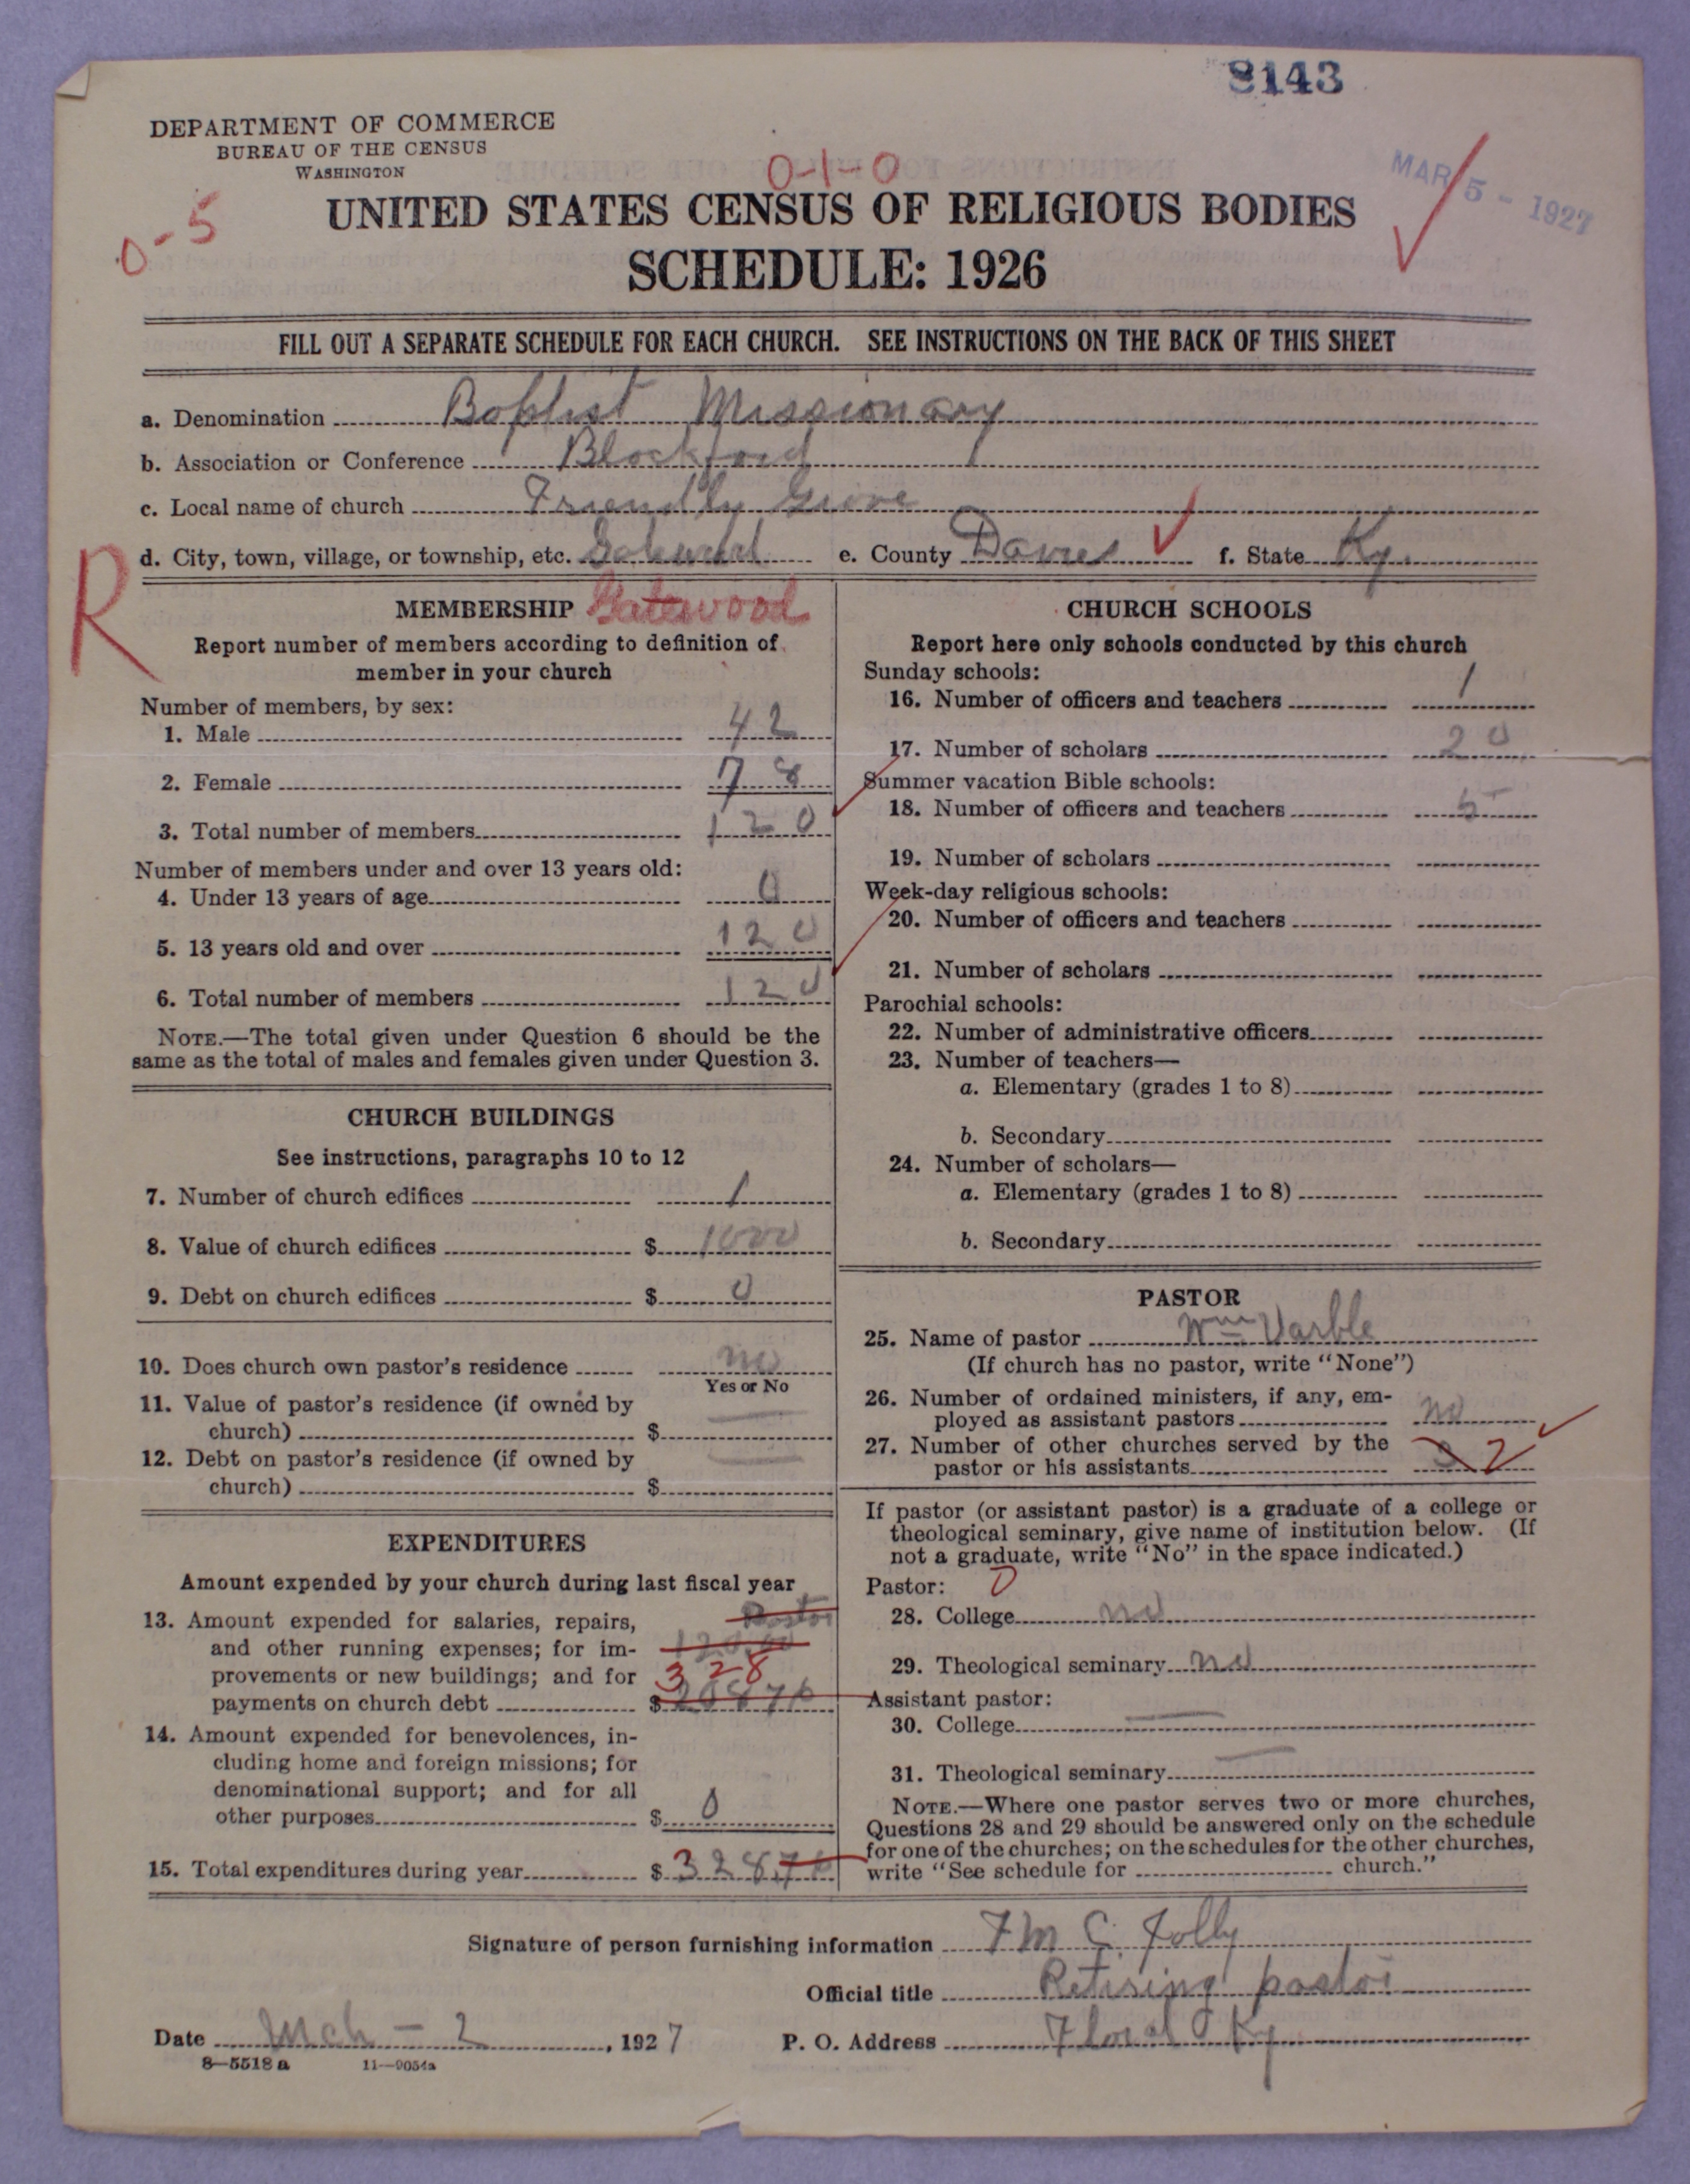 8143
DEPARTMENT OF COMMERCE
BUREAU OF THE CENSUS
WASHINGTON
0-1-0
MAR 5 - 1927
0-5
UNITED STATES CENSUS OF RELIGIOUS BODIES
SCHEDULE: 1926
FILL OUT A SEPARATE SCHEDULE FOR EACH CHURCH. SEE INSTRUCTIONS ON THE BACK OF THIS SHEET
a. Denomination Baptist Missionary
b. Association or Conference Blackford
c. Local name of church Friendly Grove
d. City, town, village, or township, etc. e. County Davies f. State Ky.
R
MEMBERSHIP Gatewood
Report number of members according to definition of
member in your church
Number of members, by sex:
1. Male 42
2. Female 78
3. Total number of members 120
Number of members under and over 13 years old:
4. Under 13 years of age 0
5. 13 years old and over 120
6. Total number of members 120
NOTE.—The total given under Question 6 should be the
same as the total of males and females given under Question 3.
CHURCH BUILDINGS
See instructions, paragraphs 10 to 12
7. Number of church edifices 1
8. Value of church edifices $ 1000
9. Debt on church edifices $ 0
10. Does church own pastor's residence no
Yes or No
11. Value of pastor's residence (if owned by
church) $
12. Debt on pastor's residence (if owned by
church) $
EXPENDITURES
Amount expended by your church during last fiscal year
13. Amount expended for salaries, repairs, Pastor
and other running expenses; for im- 120.00
provements or new buildings; and for 328
payments on church debt $ 208 76
14. Amount expended for benevolences, in-
cluding home and foreign missions; for
denominational support; and for all
other purposes $ 0
15. Total expenditures during year $ 328 76
CHURCH SCHOOLS
Report here only schools conducted by this church
Sunday schools:
16. Number of officers and teachers 1
17. Number of scholars 20
Summer vacation Bible schools:
18. Number of officers and teachers 5
19. Number of scholars
Week-day religious schools:
20. Number of officers and teachers
21. Number of scholars
Parochial schools:
22. Number of administrative officers
23. Number of teachers—
a. Elementary (grades 1 to 8)
b. Secondary
24. Number of scholars—
a. Elementary (grades 1 to 8)
b. Secondary
PASTOR
25. Name of pastor Wm Varble
(If church has no pastor, write "None")
26. Number of ordained ministers, if any, em-
ployed as assistant pastors no
27. Number of other churches served by the
pastor or his assistants 3 2
If pastor (or assistant pastor) is a graduate of a college or
theological seminary, give name of institution below. (If
not a graduate, write "No" in the space indicated.)
Pastor: 0
28. College no
29. Theological seminary no
Assistant pastor:
30. College
31. Theological seminary
NOTE.—Where one pastor serves two or more churches,
Questions 28 and 29 should be answered only on the schedule
for one of the churches; on the schedules for the other churches,
write "See schedule for church."
Signature of person furnishing information F M C Jolly
Official title Retiring pastor
Date Mch - 2, 1927 P. O. Address Floral Ky
8—5518 a 11—9054a